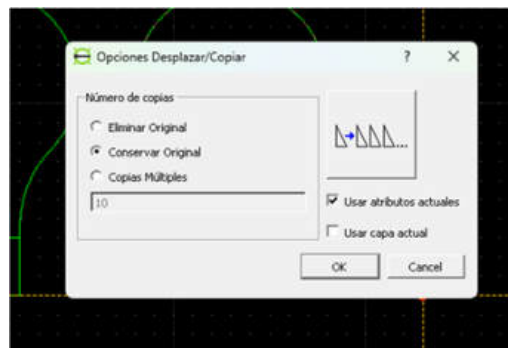 Opciones Desplazar/Copiar
Número de copias
Eliminar Original
Conservar Original
Copias Múltiples
10
Usar atributos actuales
Usar capa actual
OK Cancel